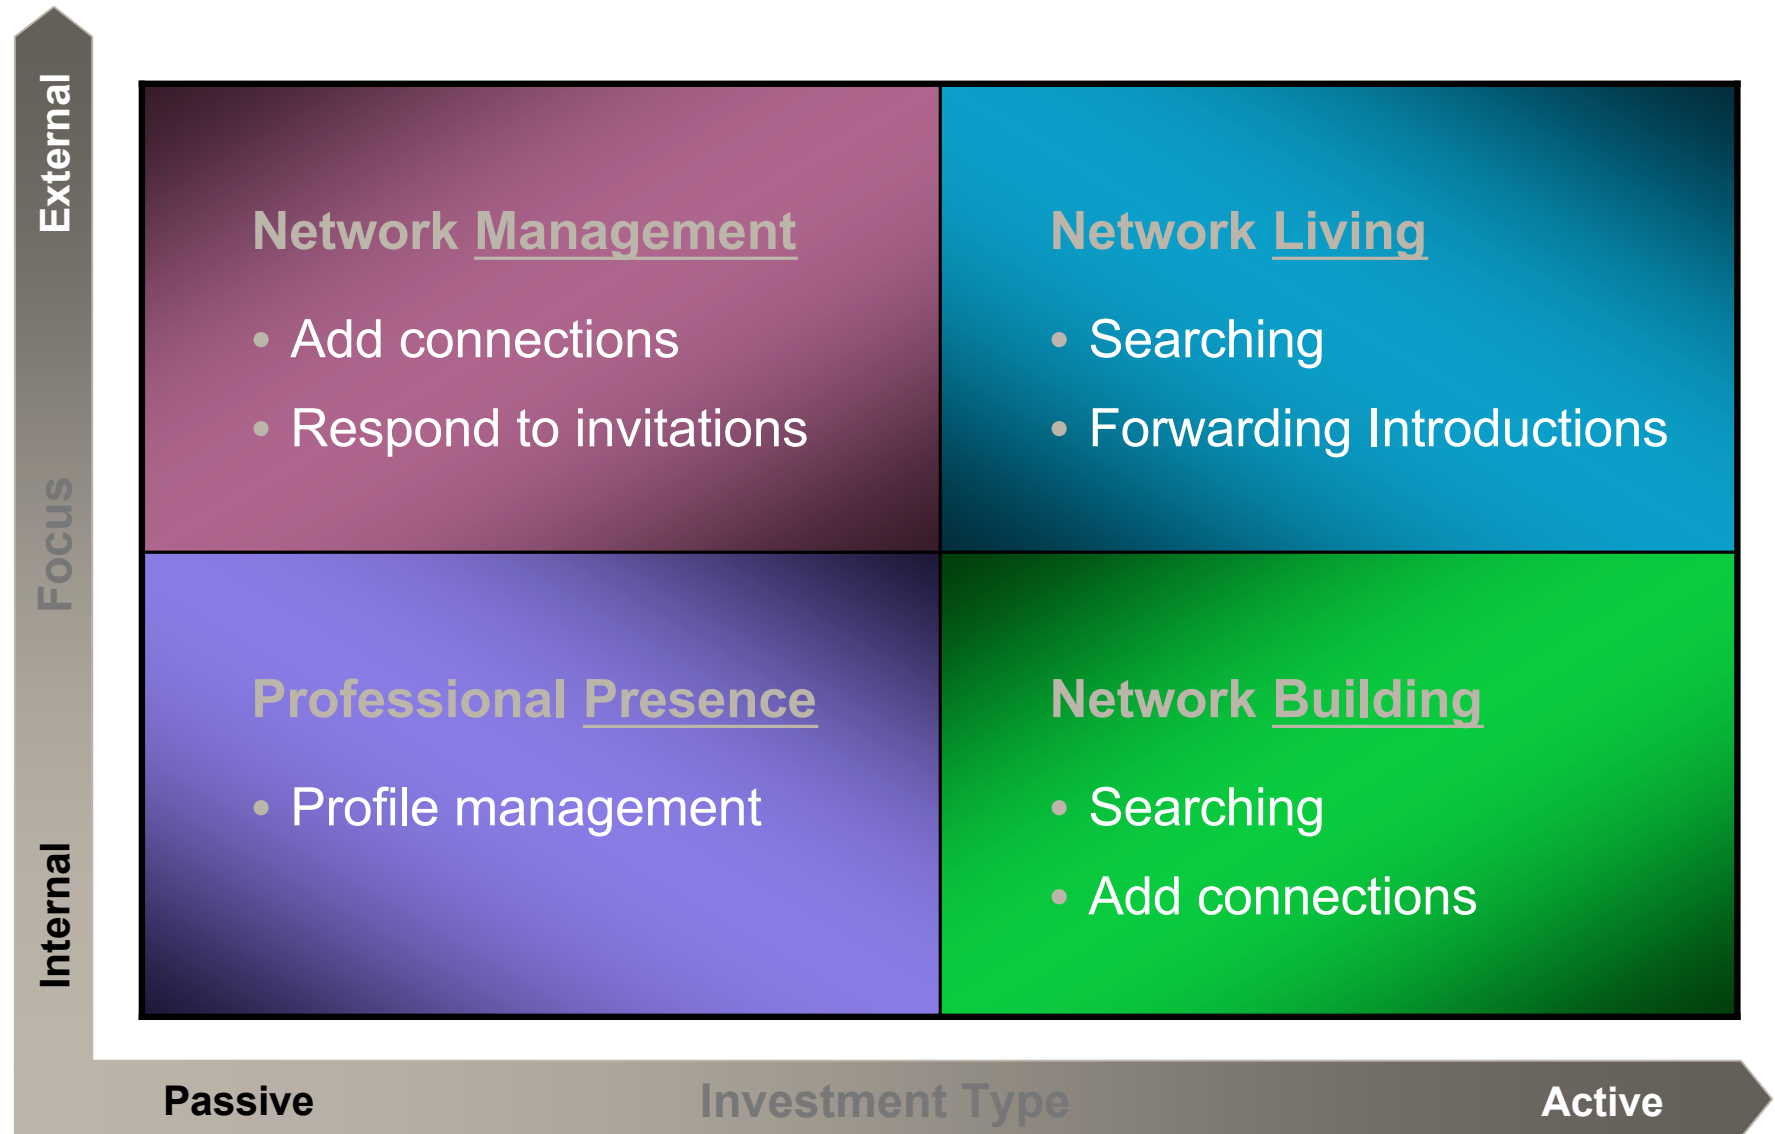 External
Focus
Internal
Network Management
• Add connections
• Respond to invitations
Network Living
• Searching
• Forwarding Introductions
Professional Presence
• Profile management
Network Building
• Searching
• Add connections
Passive
Investment Type
Active